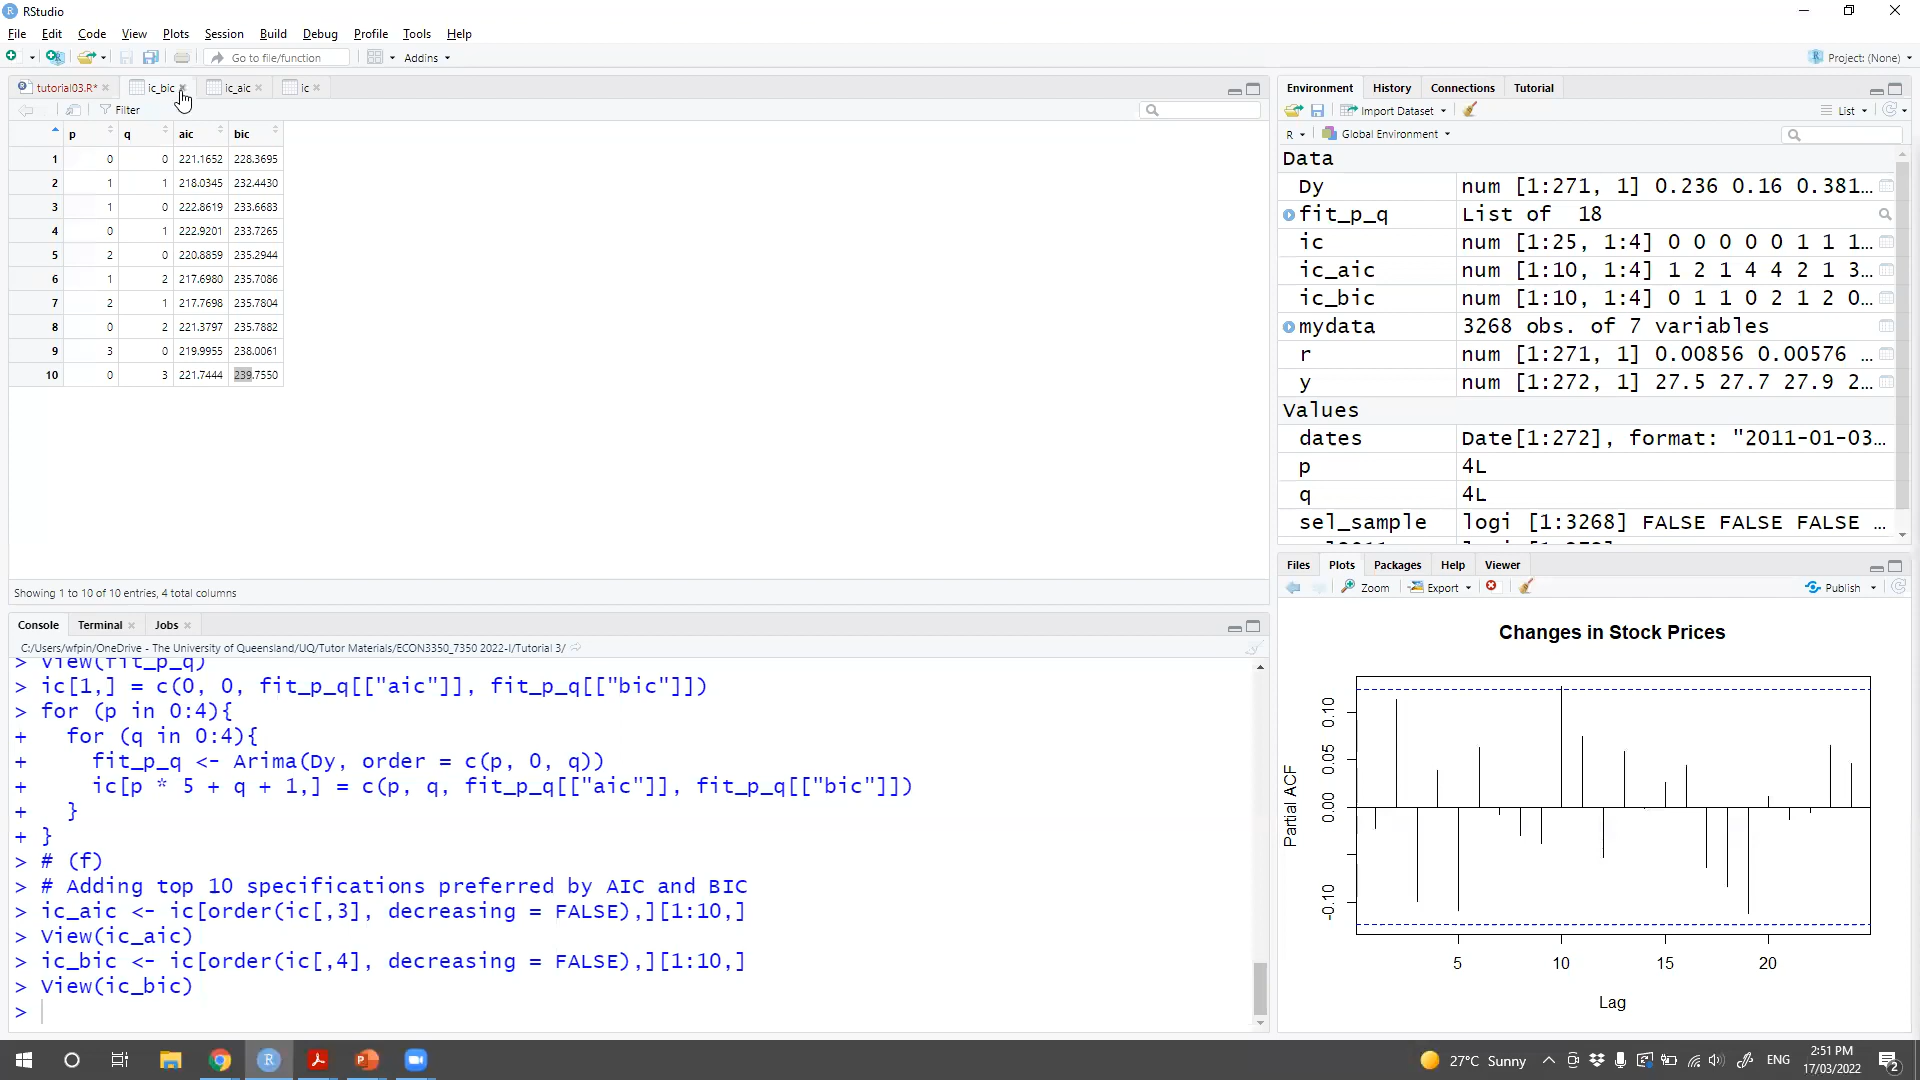 RStudio
File Edit Code View Plots Session Build Debug Profile Tools Help
Go to file/function Addins Project: (None)
tutorial03.R* ic_bic ic_aic ic
Filter
p q aic bic
1 0 0 221.1652 228.3695
2 1 1 218.0345 232.4430
3 1 0 222.8619 233.6683
4 0 1 222.9201 233.7265
5 2 0 220.8859 235.2944
6 1 2 217.6980 235.7086
7 2 1 217.7698 235.7804
8 0 2 221.3797 235.7882
9 3 0 219.9955 238.0061
10 0 3 221.7444 239.7550
Showing 1 to 10 of 10 entries, 4 total columns
Console Terminal Jobs
C:/Users/wfpin/OneDrive - The University of Queensland/UQ/Tutor Materials/ECON3350_7350 2022-I/Tutorial 3/
> View(fit_p_q)
> ic[1,] = c(0, 0, fit_p_q[["aic"]], fit_p_q[["bic"]])
> for (p in 0:4){
+ for (q in 0:4){
+ fit_p_q <- Arima(Dy, order = c(p, 0, q))
+ ic[p * 5 + q + 1,] = c(p, q, fit_p_q[["aic"]], fit_p_q[["bic"]])
+ }
+ }
> # (f)
> # Adding top 10 specifications preferred by AIC and BIC
> ic_aic <- ic[order(ic[,3], decreasing = FALSE),][1:10,]
> View(ic_aic)
> ic_bic <- ic[order(ic[,4], decreasing = FALSE),][1:10,]
> View(ic_bic)
>
Environment History Connections Tutorial
Import Dataset List
R Global Environment
Data
Dy num [1:271, 1] 0.236 0.16 0.381...
fit_p_q List of 18
ic num [1:25, 1:4] 0 0 0 0 0 1 1 1...
ic_aic num [1:10, 1:4] 1 2 1 4 4 2 1 3...
ic_bic num [1:10, 1:4] 0 1 1 0 2 1 2 0...
mydata 3268 obs. of 7 variables
r num [1:271, 1] 0.00856 0.00576 ...
y num [1:272, 1] 27.5 27.7 27.9 2...
Values
dates Date[1:272], format: "2011-01-03...
p 4L
q 4L
sel_sample logi [1:3268] FALSE FALSE FALSE ...
Files Plots Packages Help Viewer
Zoom Export Publish
Changes in Stock Prices
Partial ACF
0.10
0.05
0.00
-0.10
5 10 15 20
Lag
27°C Sunny ENG 2:51 PM
17/03/2022
2